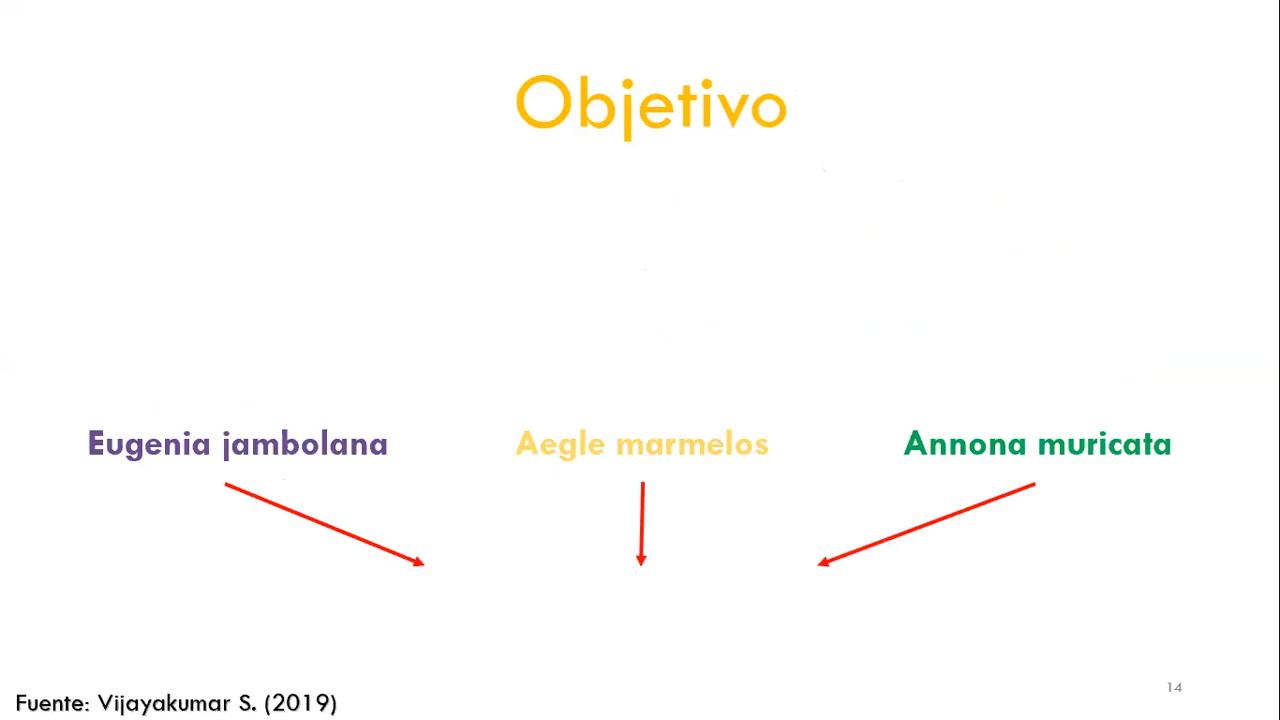 Objetivo
Eugenia jambolana
Aegle marmelos
Annona muricata
14
Fuente: Vijayakumar S. (2019)